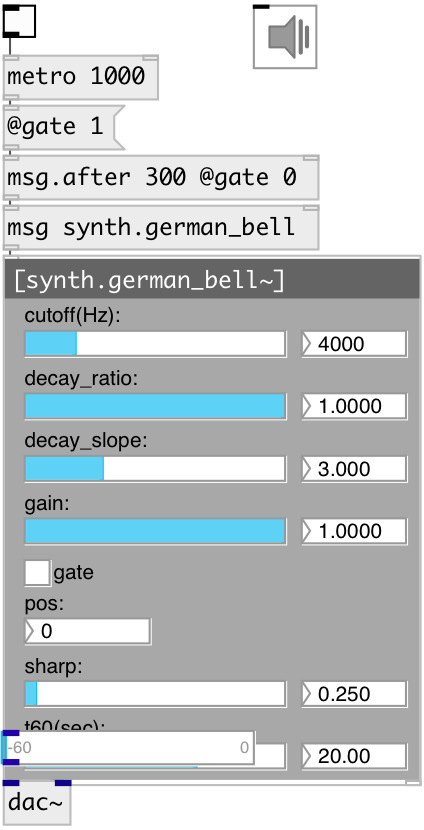 metro 1000
@gate 1
msg.after 300 @gate 0
msg synth.german_bell
[synth.german_bell~]
cutoff(Hz):
4000
decay_ratio:
1.0000
decay_slope:
3.000
gain:
1.0000
gate
pos:
0
sharp:
0.250
t60(sec):
-60 0
20.00
dac~